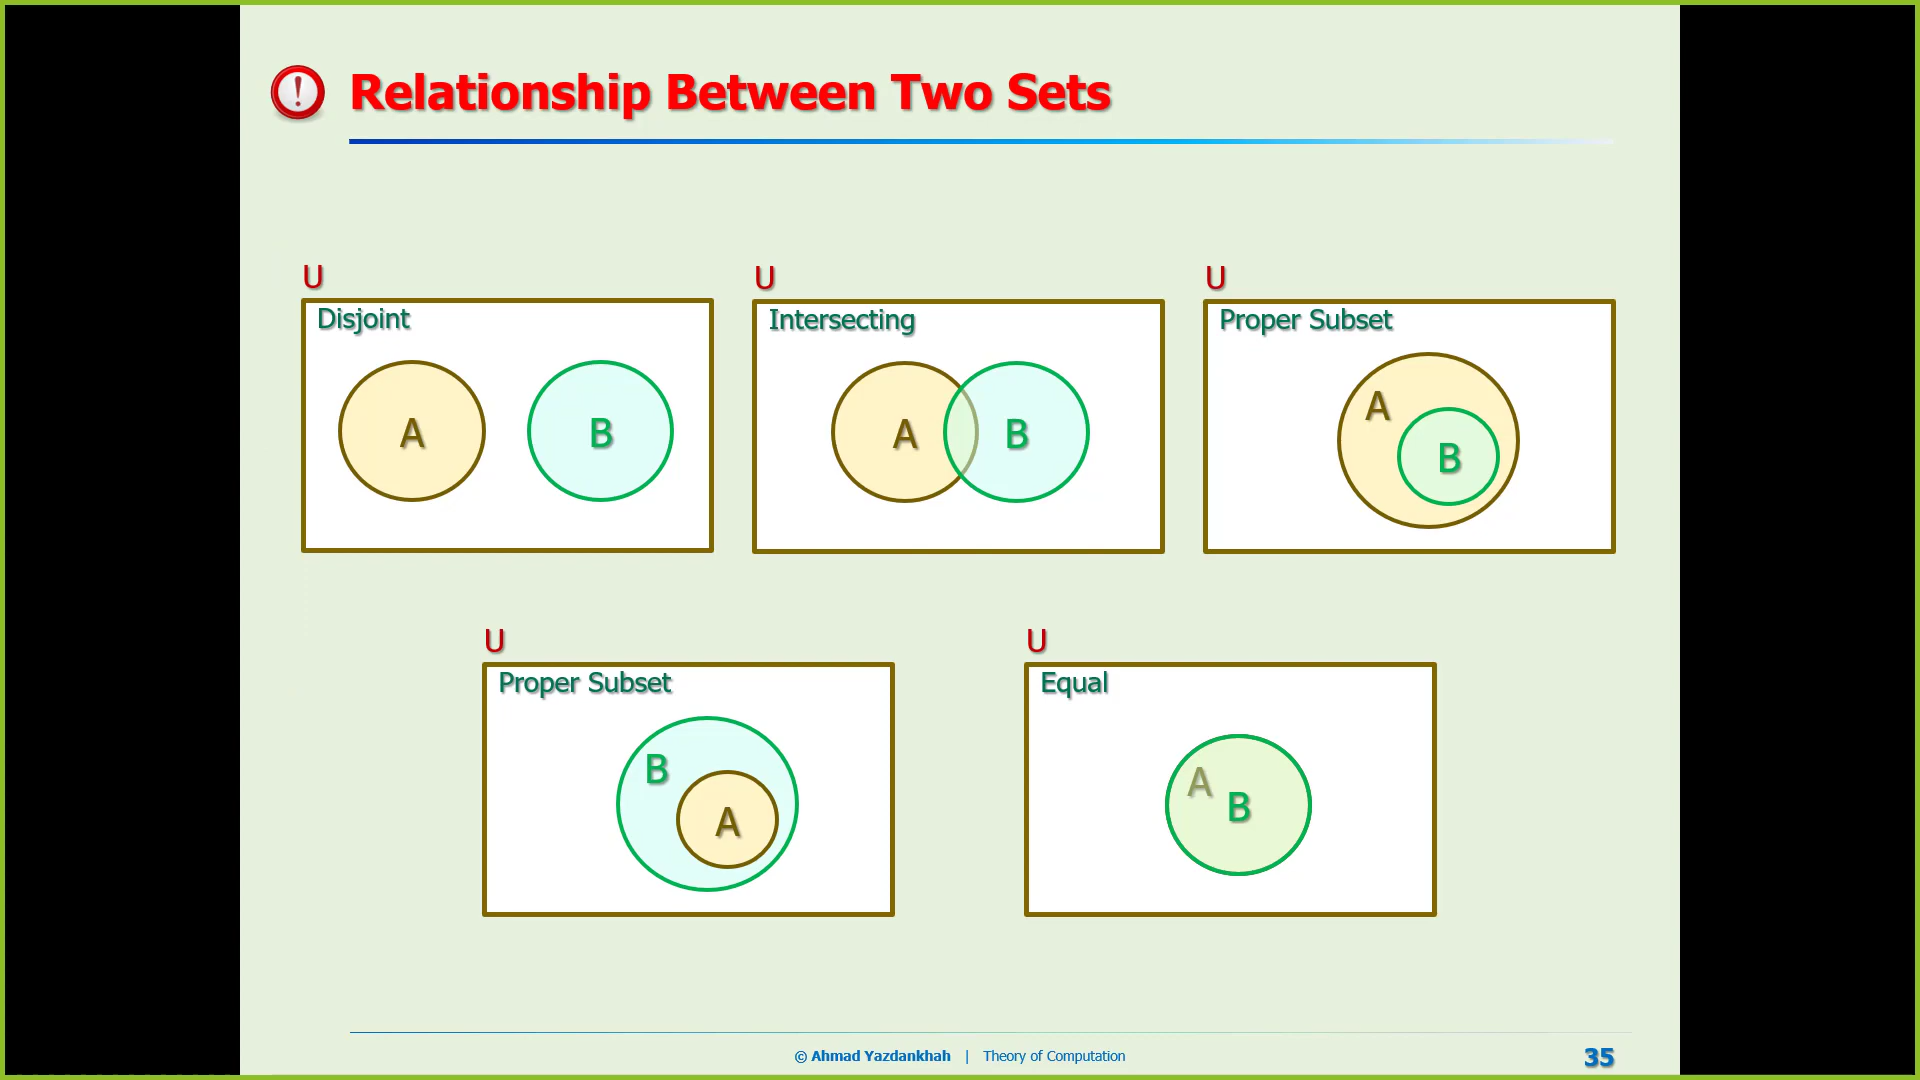 Relationship Between Two Sets
U
Disjoint
A
B
U
Intersecting
A
B
U
Proper Subset
A
B
U
Proper Subset
B
A
U
Equal
A
B
© Ahmad Yazdankhah | Theory of Computation
35